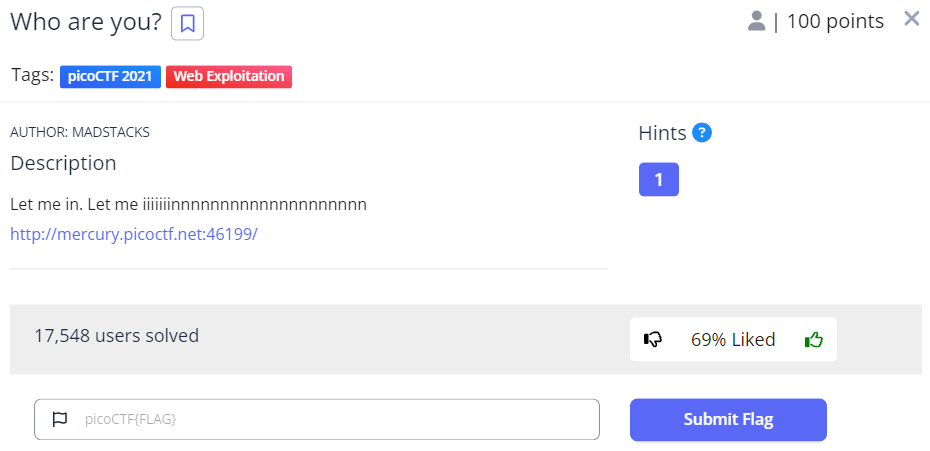 Who are you?
| 100 points
Tags: picoCTF 2021 Web Exploitation
AUTHOR: MADSTACKS
Hints ?
Description
1
Let me in. Let me iiiiiiinnnnnnnnnnnnnnnnnnnn
http://mercury.picoctf.net:46199/
17,548 users solved
69% Liked
picoCTF{FLAG}
Submit Flag